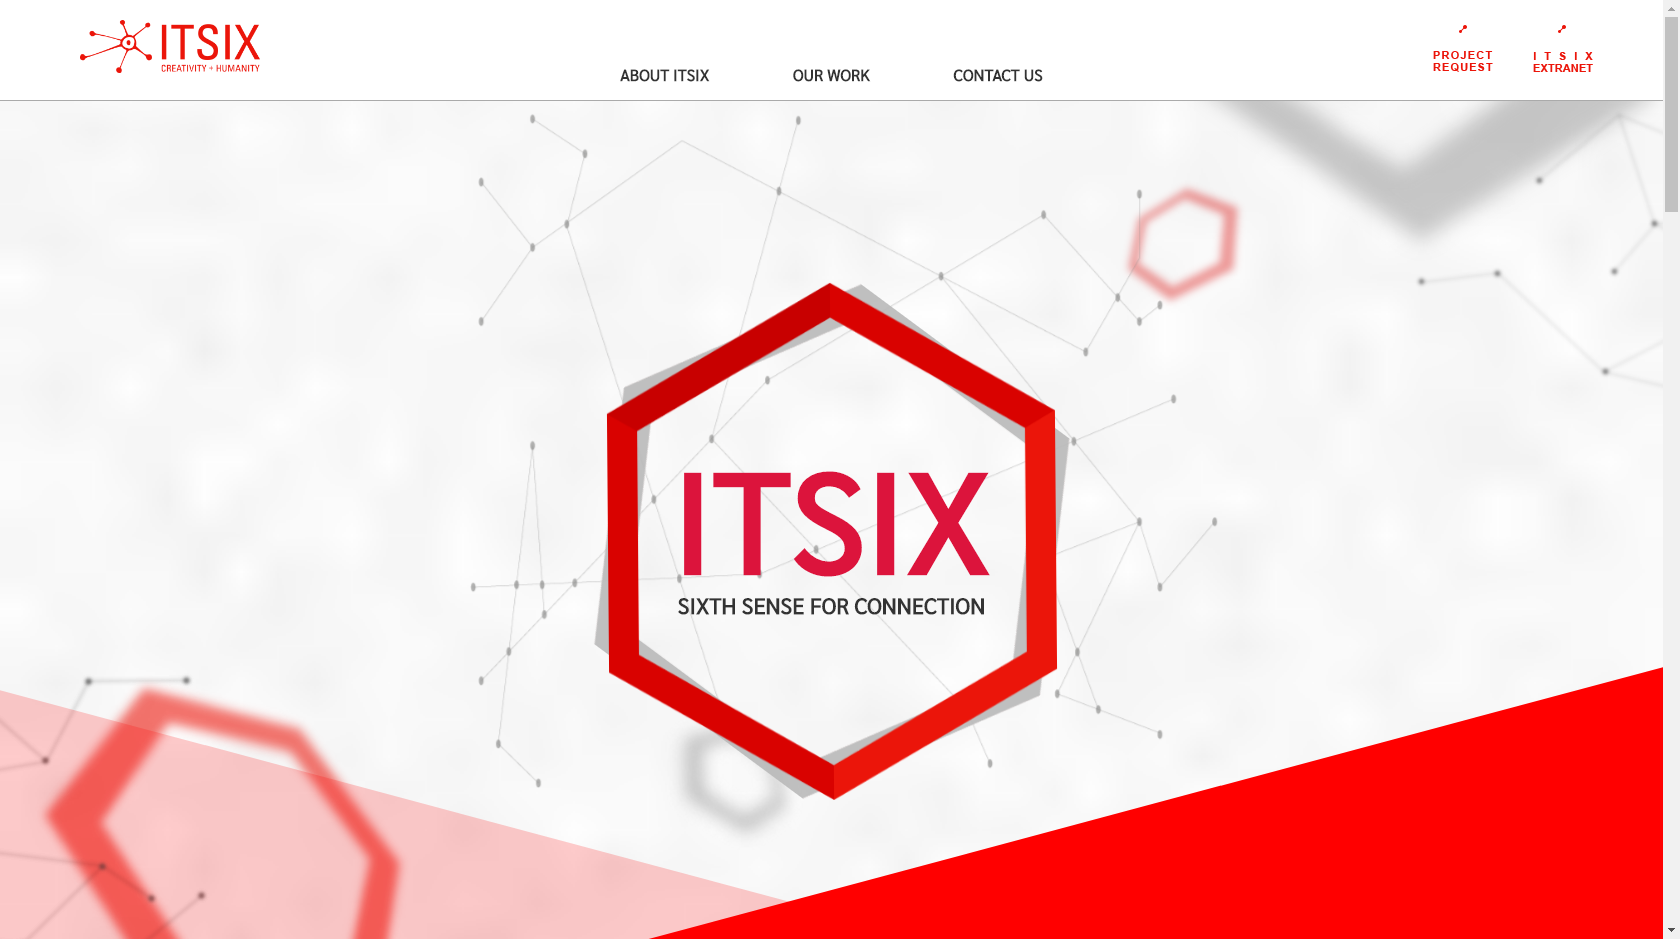 ITSIX
CREATIVITY + HUMANITY
ABOUT ITSIX
OUR WORK
CONTACT US
PROJECT
REQUEST
I T S I X
EXTRANET
ITSIX
SIXTH SENSE FOR CONNECTION